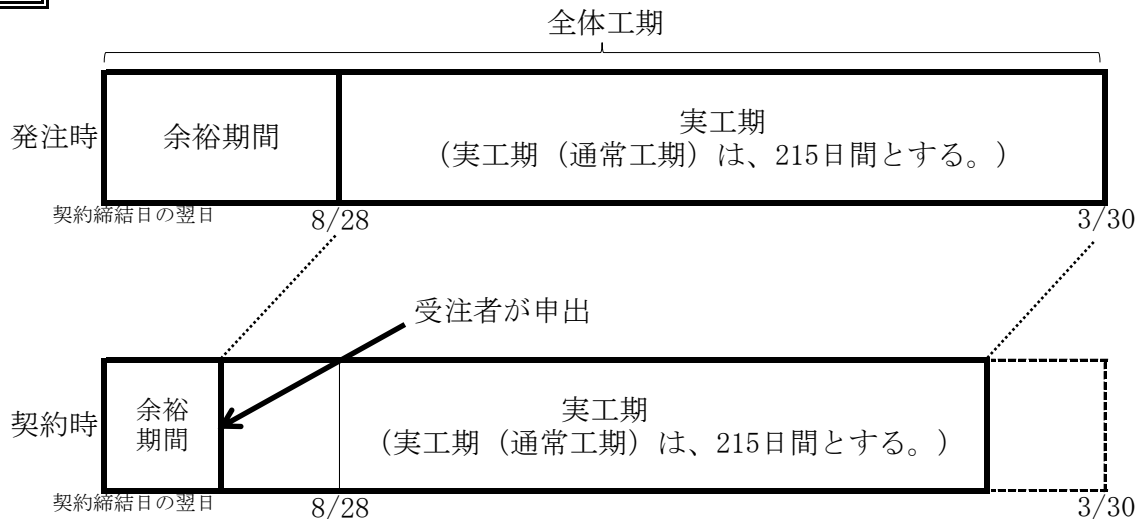 全体工期
発注時
余裕期間
実工期
（実工期（通常工期）は、215日間とする。）
契約締結日の翌日
8/28
3/30
受注者が申出
契約時
余裕
期間
実工期
（実工期（通常工期）は、215日間とする。）
契約締結日の翌日
8/28
3/30